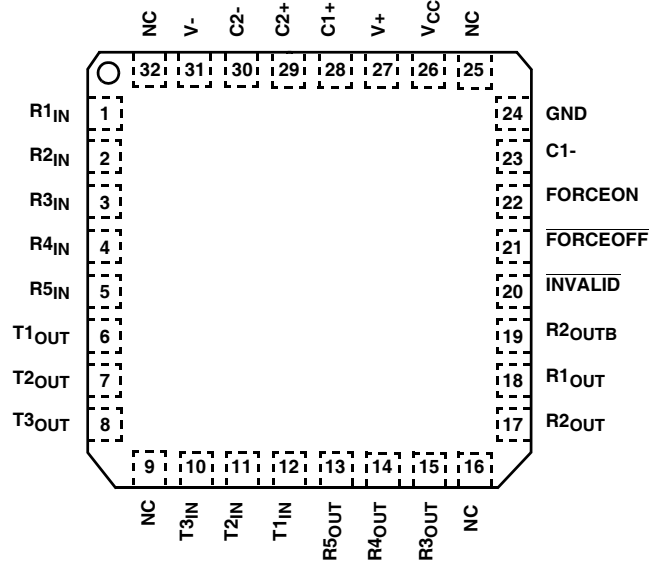 NC V- C2- C2+ C1+ V+ VCC NC
32 31 30 29 28 27 26 25
R1IN 1 24 GND
R2IN 2 23 C1-
R3IN 3 22 FORCEON
R4IN 4 21 FORCEOFF
R5IN 5 20 INVALID
T1OUT 6 19 R2OUTB
T2OUT 7 18 R1OUT
T3OUT 8 17 R2OUT
9 10 11 12 13 14 15 16
NC T3IN T2IN T1IN R5OUT R4OUT R3OUT NC